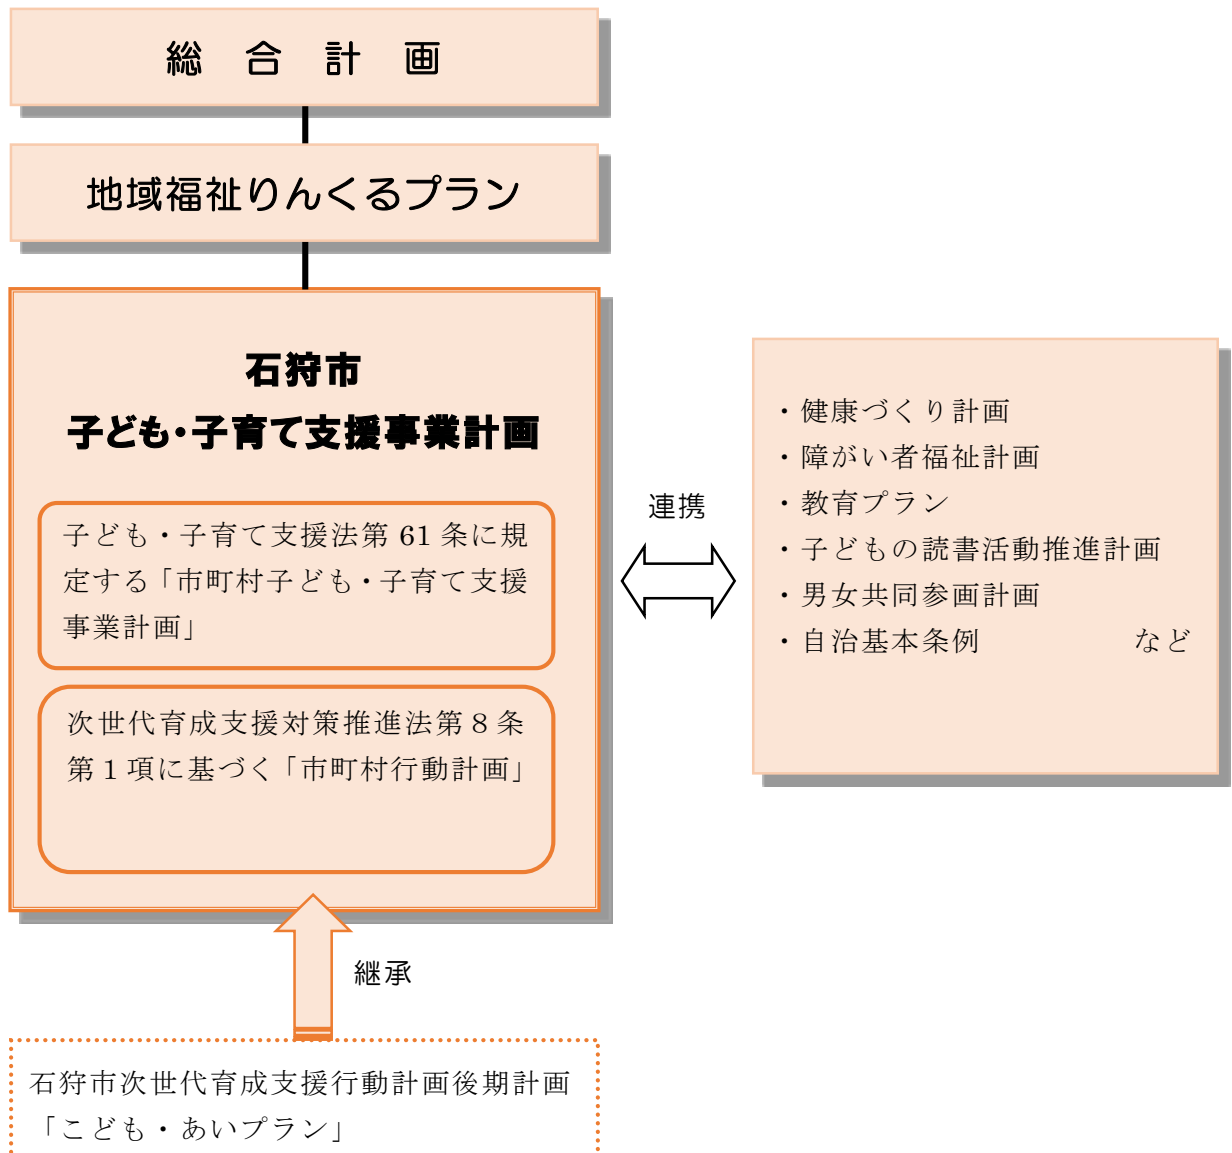 総　合　計　画
地域福祉りんくるプラン
石狩市
子ども・子育て支援事業計画
子ども・子育て支援法第 61 条に規
定する「市町村子ども・子育て支援
事業計画」
次世代育成支援対策推進法第８条
第１項に基づく「市町村行動計画」
連携
・健康づくり計画
・障がい者福祉計画
・教育プラン
・子どもの読書活動推進計画
・男女共同参画計画
・自治基本条例　　　　　など
継承
石狩市次世代育成支援行動計画後期計画
「こども・あいプラン」